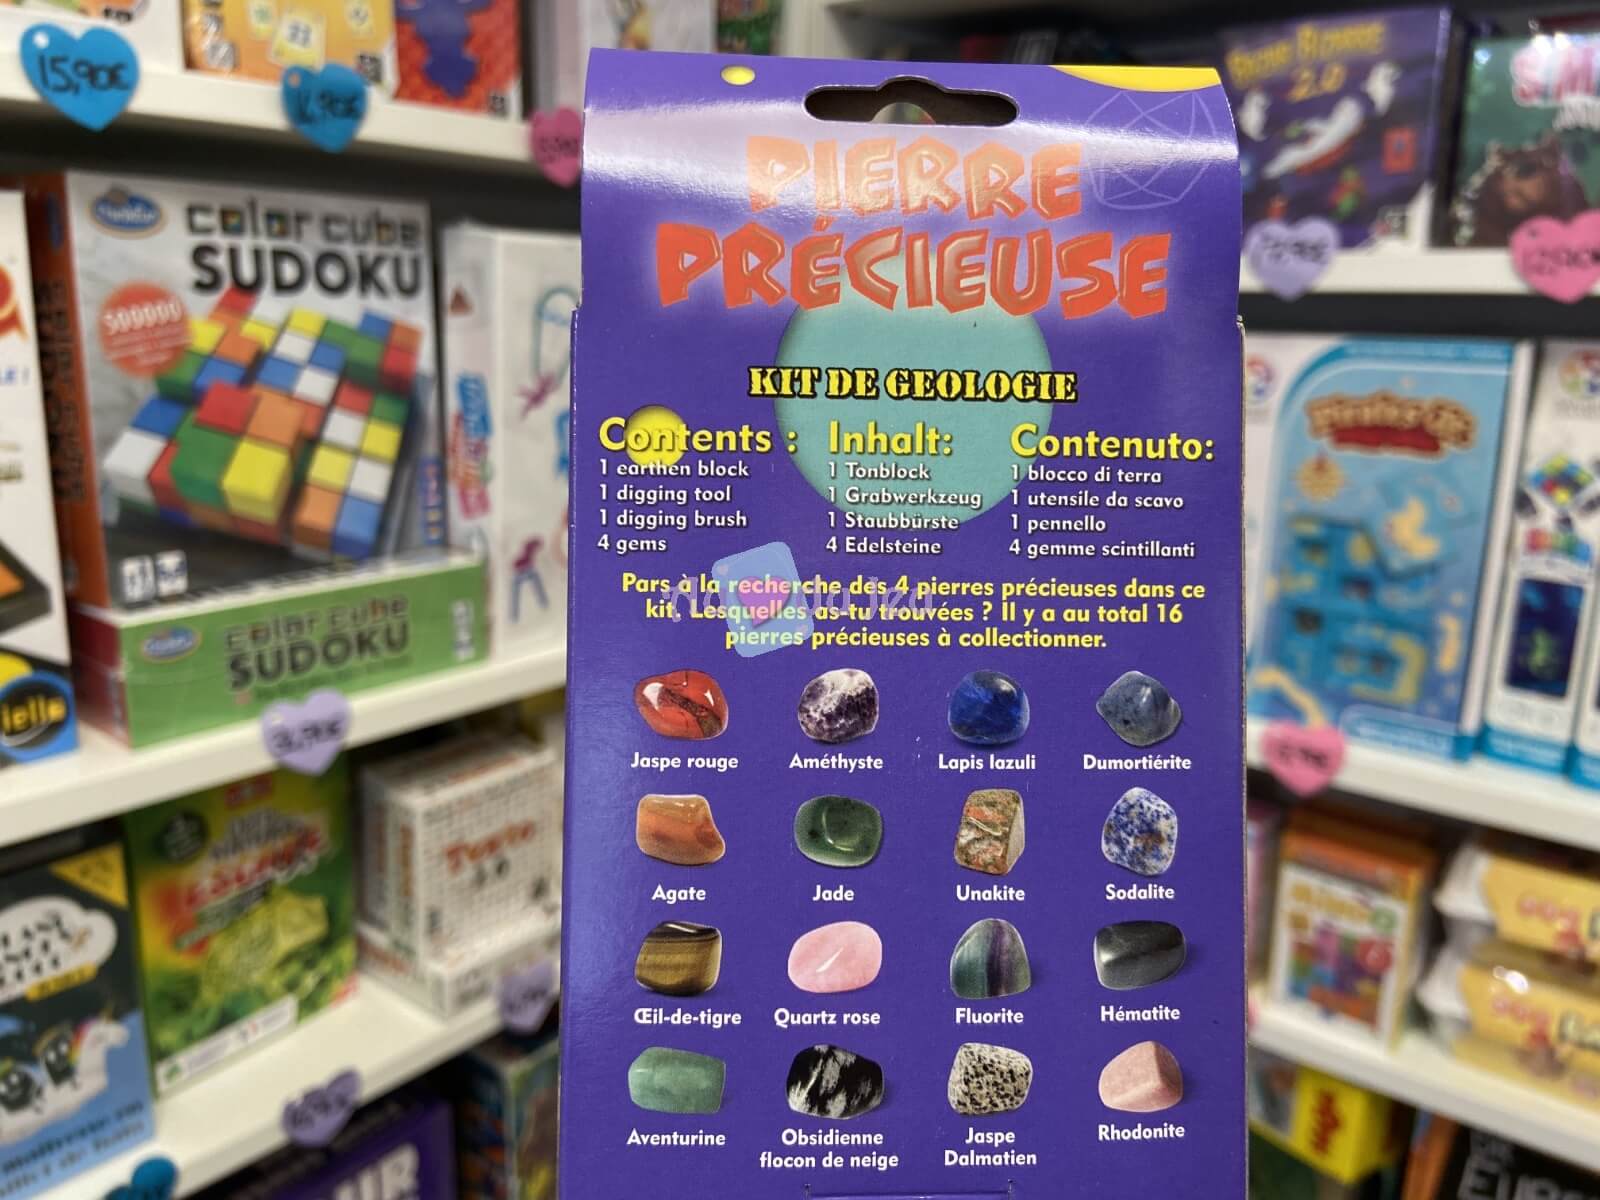 PIERRE
PRÉCIEUSE
KIT DE GEOLOGIE
Contents :
1 earthen block
1 digging tool
1 digging brush
4 gems
Inhalt:
1 Tonblock
1 Grabwerkzeug
1 Staubbürste
4 Edelsteine
Contenuto:
1 blocco di terra
1 utensile da scavo
1 pennello
4 gemme scintillanti
Pars à la recherche des 4 pierres précieuses dans ce
kit. Lesquelles as-tu trouvées ? Il y a au total 16
pierres précieuses à collectionner.
Jaspe rouge
Améthyste
Lapis lazuli
Dumortiérite
Agate
Jade
Unakite
Sodalite
Œil-de-tigre
Quartz rose
Fluorite
Hématite
Aventurine
Obsidienne
flocon de neige
Jaspe
Dalmatien
Rhodonite
15,90€
color cube
SUDOKU
500000
color cube
SUDOKU